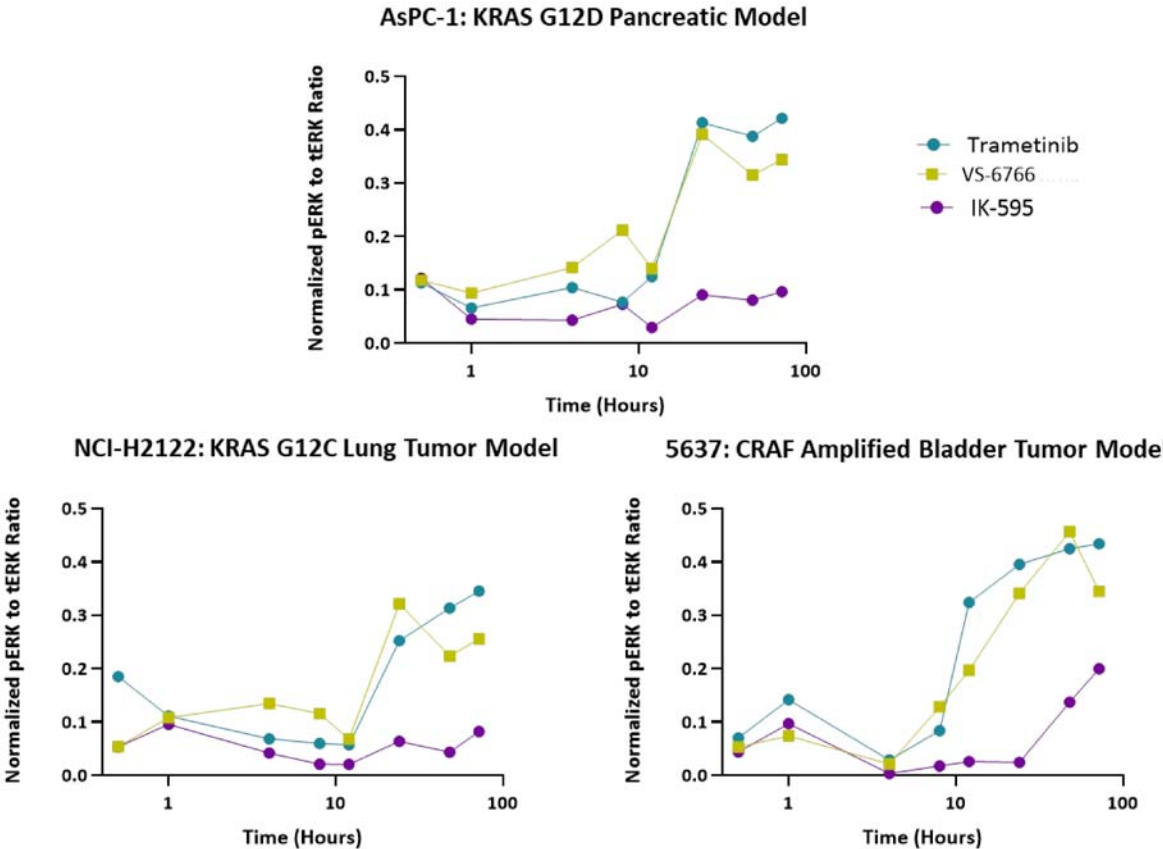 AsPC-1: KRAS G12D Pancreatic Model
Normalized pERK to tERK Ratio
0.5
0.4
0.3
0.2
0.1
0.0
1 10 100
Time (Hours)
Trametinib
VS-6766
IK-595
NCI-H2122: KRAS G12C Lung Tumor Model
Normalized pERK to tERK Ratio
0.5
0.4
0.3
0.2
0.1
0.0
1 10 100
Time (Hours)
5637: CRAF Amplified Bladder Tumor Model
Normalized pERK to tERK Ratio
0.5
0.4
0.3
0.2
0.1
0.0
1 10 100
Time (Hours)